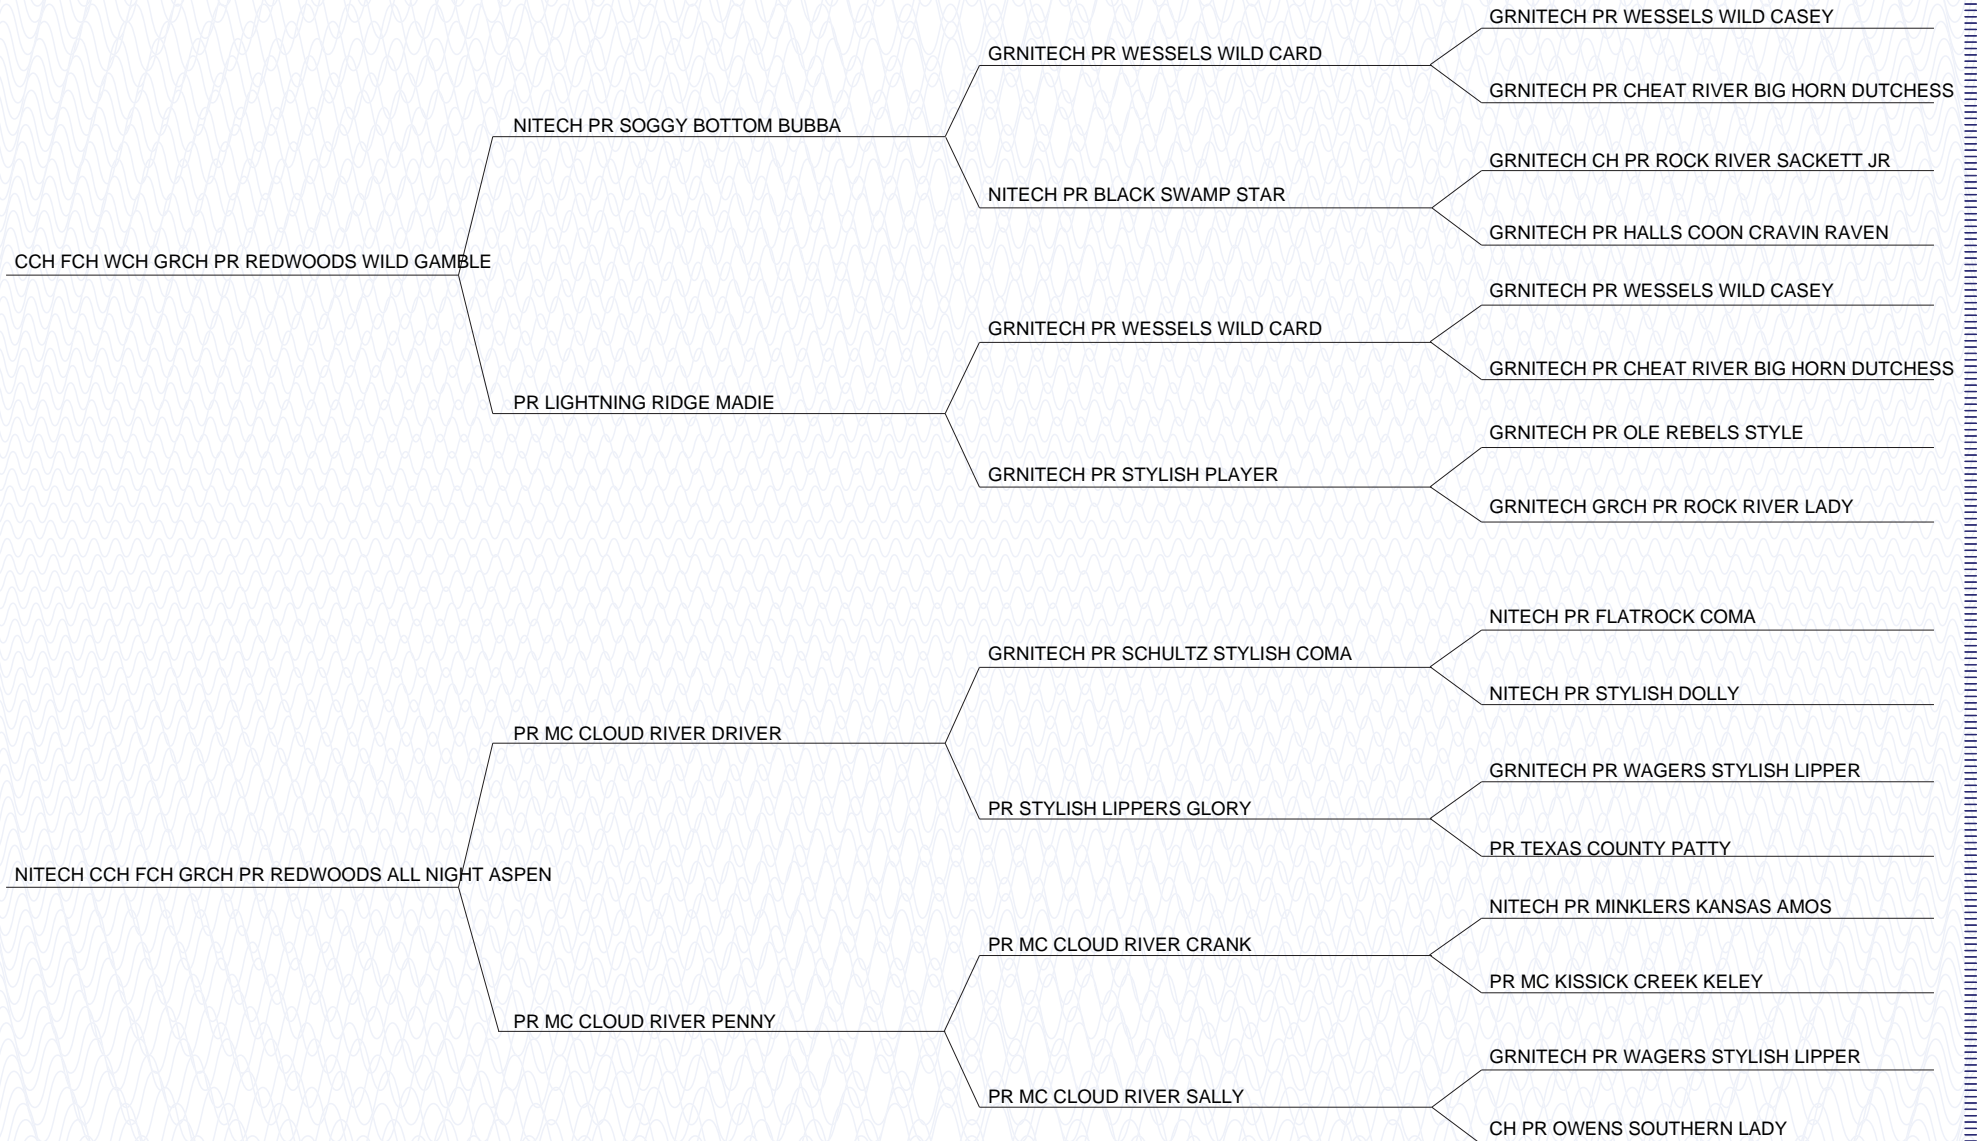 GRNITECH PR WESSELS WILD CASEY
GRNITECH PR WESSELS WILD CARD
GRNITECH PR CHEAT RIVER BIG HORN DUTCHESS
NITECH PR SOGGY BOTTOM BUBBA
GRNITECH CH PR ROCK RIVER SACKETT JR
NITECH PR BLACK SWAMP STAR
GRNITECH PR HALLS COON CRAVIN RAVEN
CCH FCH WCH GRCH PR REDWOODS WILD GAMBLE
GRNITECH PR WESSELS WILD CASEY
GRNITECH PR WESSELS WILD CARD
GRNITECH PR CHEAT RIVER BIG HORN DUTCHESS
PR LIGHTNING RIDGE MADIE
GRNITECH PR OLE REBELS STYLE
GRNITECH PR STYLISH PLAYER
GRNITECH GRCH PR ROCK RIVER LADY
NITECH PR FLATROCK COMA
GRNITECH PR SCHULTZ STYLISH COMA
NITECH PR STYLISH DOLLY
PR MC CLOUD RIVER DRIVER
GRNITECH PR WAGERS STYLISH LIPPER
PR STYLISH LIPPERS GLORY
PR TEXAS COUNTY PATTY
NITECH CCH FCH GRCH PR REDWOODS ALL NIGHT ASPEN
NITECH PR MINKLERS KANSAS AMOS
PR MC CLOUD RIVER CRANK
PR MC KISSICK CREEK KELEY
PR MC CLOUD RIVER PENNY
GRNITECH PR WAGERS STYLISH LIPPER
PR MC CLOUD RIVER SALLY
CH PR OWENS SOUTHERN LADY